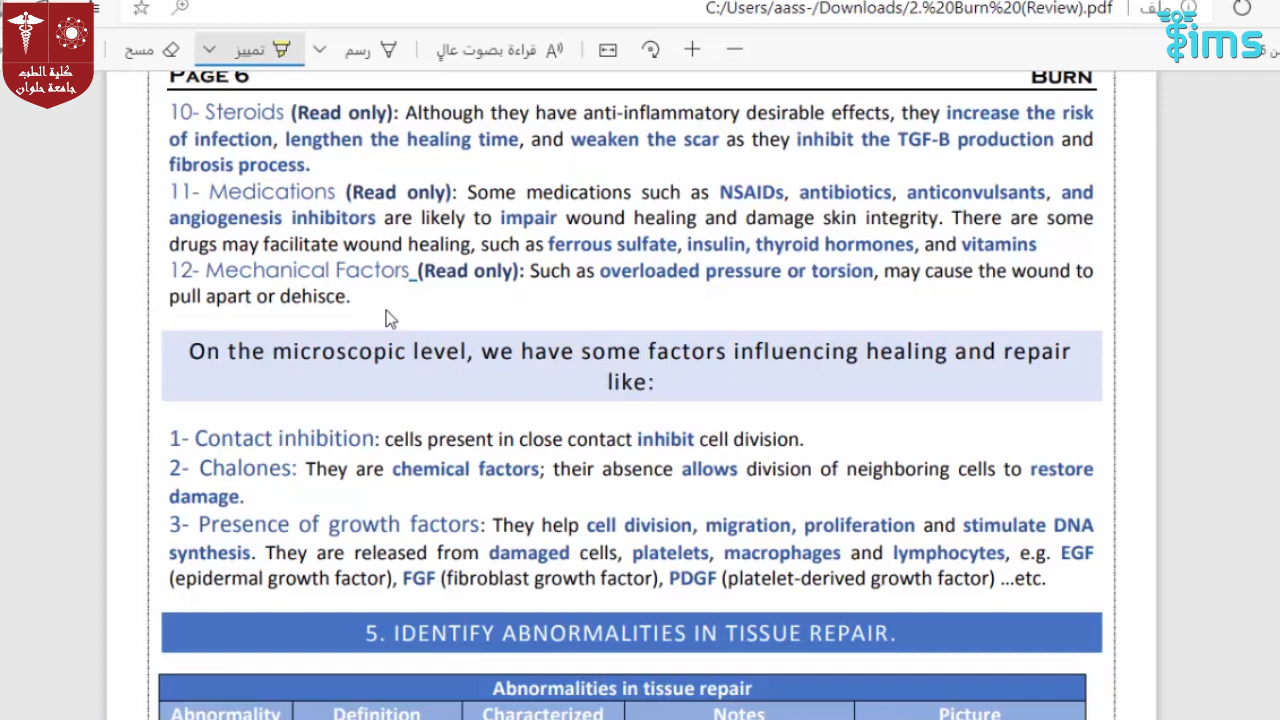 C:/Users/aass-/Downloads/2.%20Burn%20(Review).pdf
ملف
مسح
تمييز
رسم
قراءة بصوت عالٍ
ims
كلية الطب
جامعة حلوان
PAGE 6 BURN
10- Steroids (Read only): Although they have anti-inflammatory desirable effects, they increase the risk
of infection, lengthen the healing time, and weaken the scar as they inhibit the TGF-B production and
fibrosis process.
11- Medications (Read only): Some medications such as NSAIDs, antibiotics, anticonvulsants, and
angiogenesis inhibitors are likely to impair wound healing and damage skin integrity. There are some
drugs may facilitate wound healing, such as ferrous sulfate, insulin, thyroid hormones, and vitamins
12- Mechanical Factors (Read only): Such as overloaded pressure or torsion, may cause the wound to
pull apart or dehisce.
On the microscopic level, we have some factors influencing healing and repair
like:
1- Contact inhibition: cells present in close contact inhibit cell division.
2- Chalones: They are chemical factors; their absence allows division of neighboring cells to restore
damage.
3- Presence of growth factors: They help cell division, migration, proliferation and stimulate DNA
synthesis. They are released from damaged cells, platelets, macrophages and lymphocytes, e.g. EGF
(epidermal growth factor), FGF (fibroblast growth factor), PDGF (platelet-derived growth factor) ...etc.
5. IDENTIFY ABNORMALITIES IN TISSUE REPAIR.
Abnormalities in tissue repair
Abnormality Definition Characterized Notes Picture